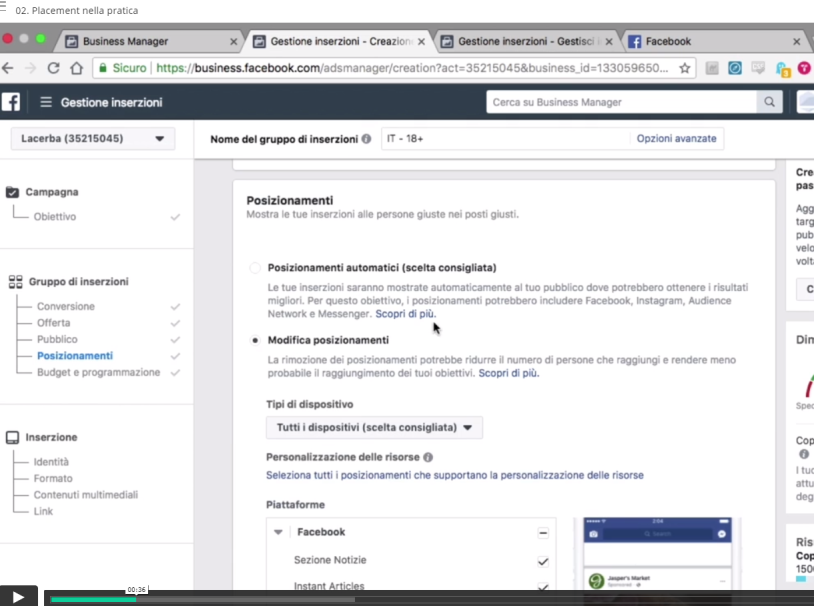 02. Placement nella pratica
Business Manager
Gestione inserzioni - Creazion
Gestione inserzioni - Gestisci i
Facebook
Sicuro
https://business.facebook.com/adsmanager/creation?act=35215045&business_id=133059650...
Gestione inserzioni
Cerca su Business Manager
Lacerba (35215045)
Nome del gruppo di inserzioni
IT - 18+
Opzioni avanzate
Campagna
Obiettivo
Gruppo di inserzioni
Conversione
Offerta
Pubblico
Posizionamenti
Budget e programmazione
Inserzione
Identità
Formato
Contenuti multimediali
Link
Posizionamenti
Mostra le tue inserzioni alle persone giuste nei posti giusti.
Posizionamenti automatici (scelta consigliata)
Le tue inserzioni saranno mostrate automaticamente al tuo pubblico dove potrebbero ottenere i risultati
migliori. Per questo obiettivo, i posizionamenti potrebbero includere Facebook, Instagram, Audience
Network e Messenger. Scopri di più.
Modifica posizionamenti
La rimozione dei posizionamenti potrebbe ridurre il numero di persone che raggiungi e rendere meno
probabile il raggiungimento dei tuoi obiettivi. Scopri di più.
Tipi di dispositivo
Tutti i dispositivi (scelta consigliata)
Personalizzazione delle risorse
Seleziona tutti i posizionamenti che supportano la personalizzazione delle risorse
Piattaforme
Facebook
Sezione Notizie
Instant Articles
Search
Jasper's Market
Sponsored
Crea
pas
Agg
targ
pub
velo
volt
C
Dim
Spec
Cop
I tuc
attu
deg
Ris
Cop
150
00:36